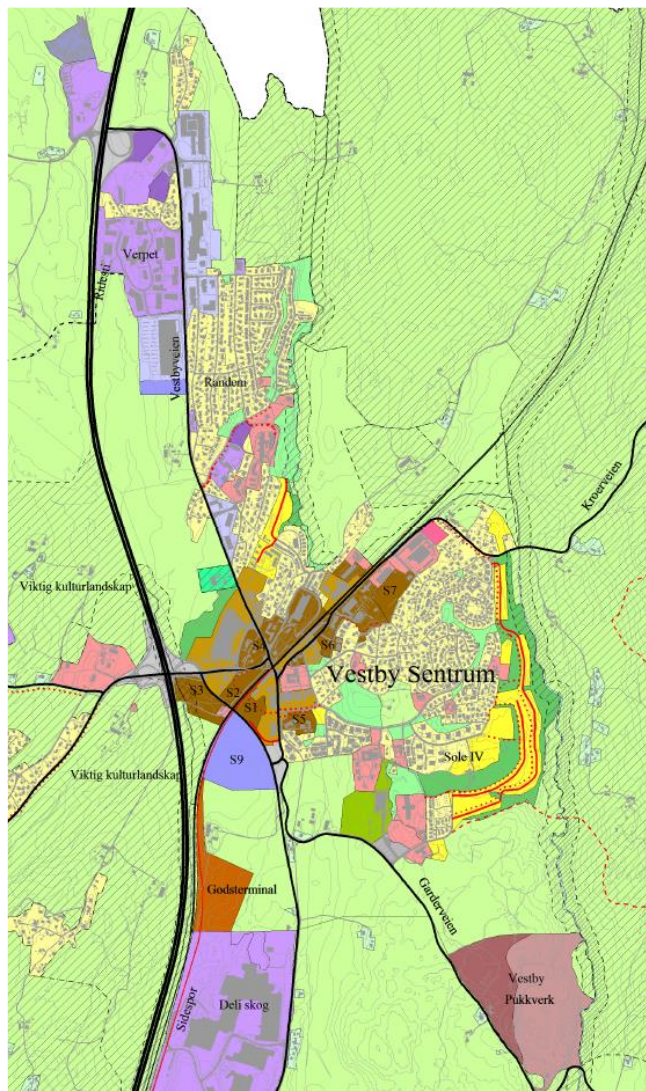 Verpet
Ridesti
Vestbyveien
Randem
Kroerveien
Viktig kulturlandskap
S7
S4
S6
Vestby Sentrum
S3
S2
S1
S5
Viktig kulturlandskap
S9
Sole IV
Godsterminal
Garderveien
Vestby
Pukkverk
Sidespor
Deli skog